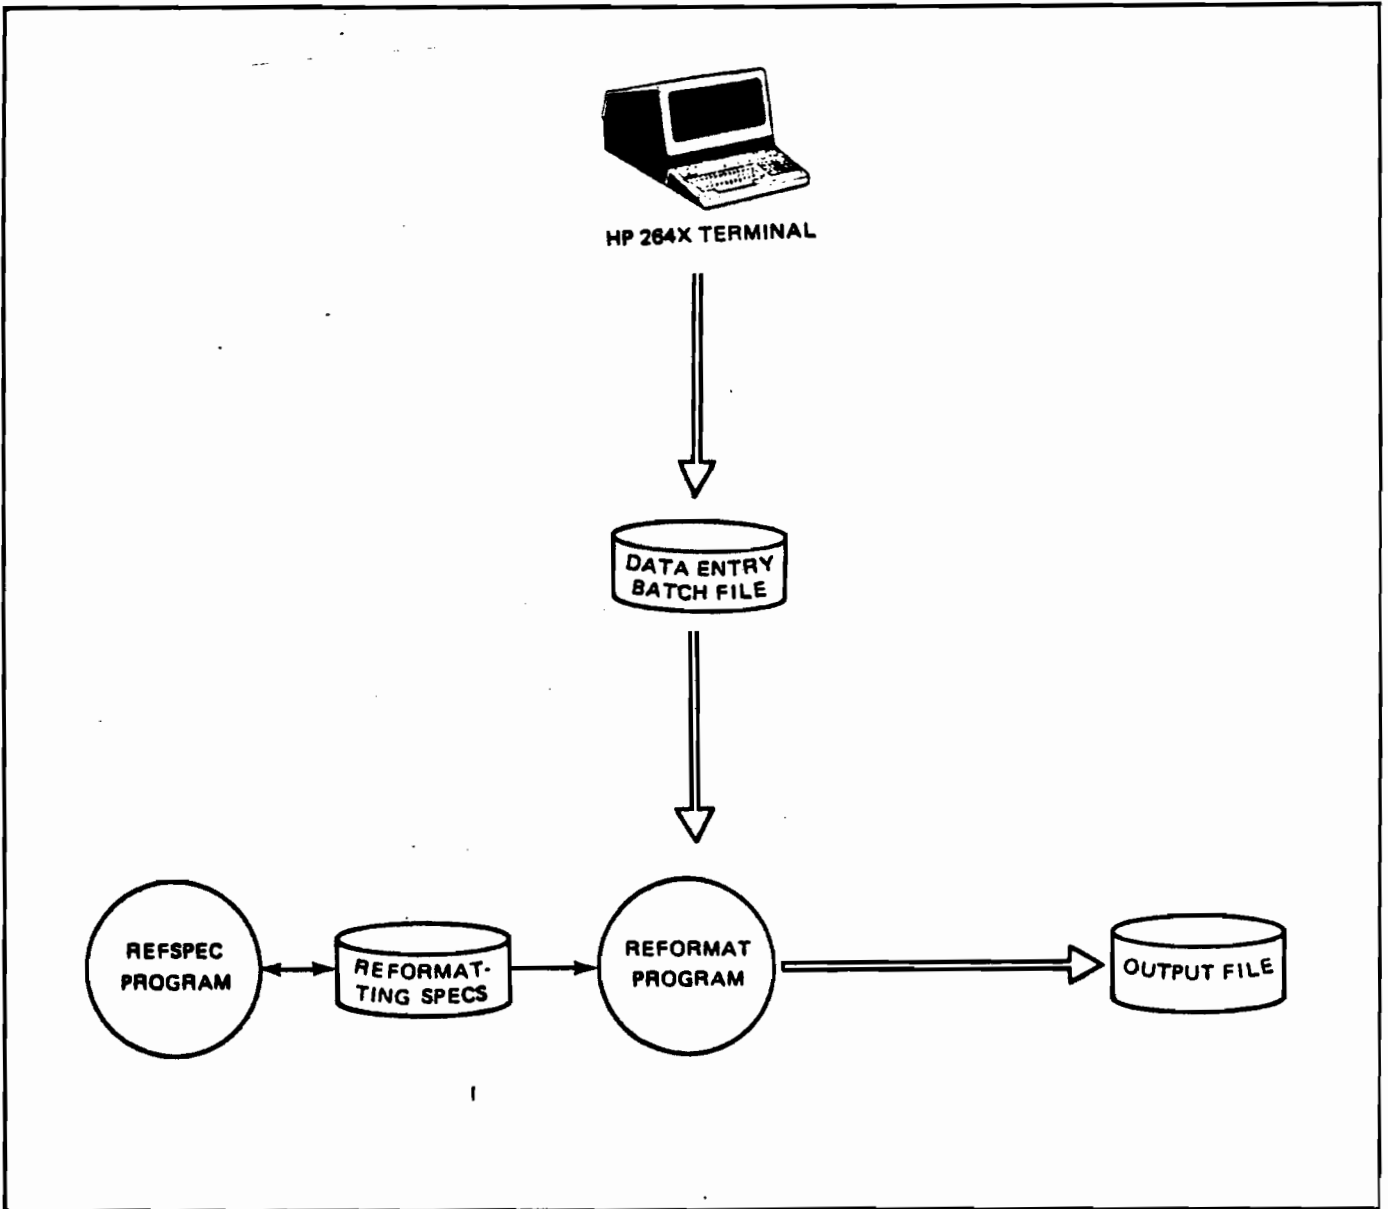 HP 264X TERMINAL
DATA ENTRY
BATCH FILE
REFSPEC
PROGRAM
REFORMAT-
TING SPECS
REFORMAT
PROGRAM
OUTPUT FILE